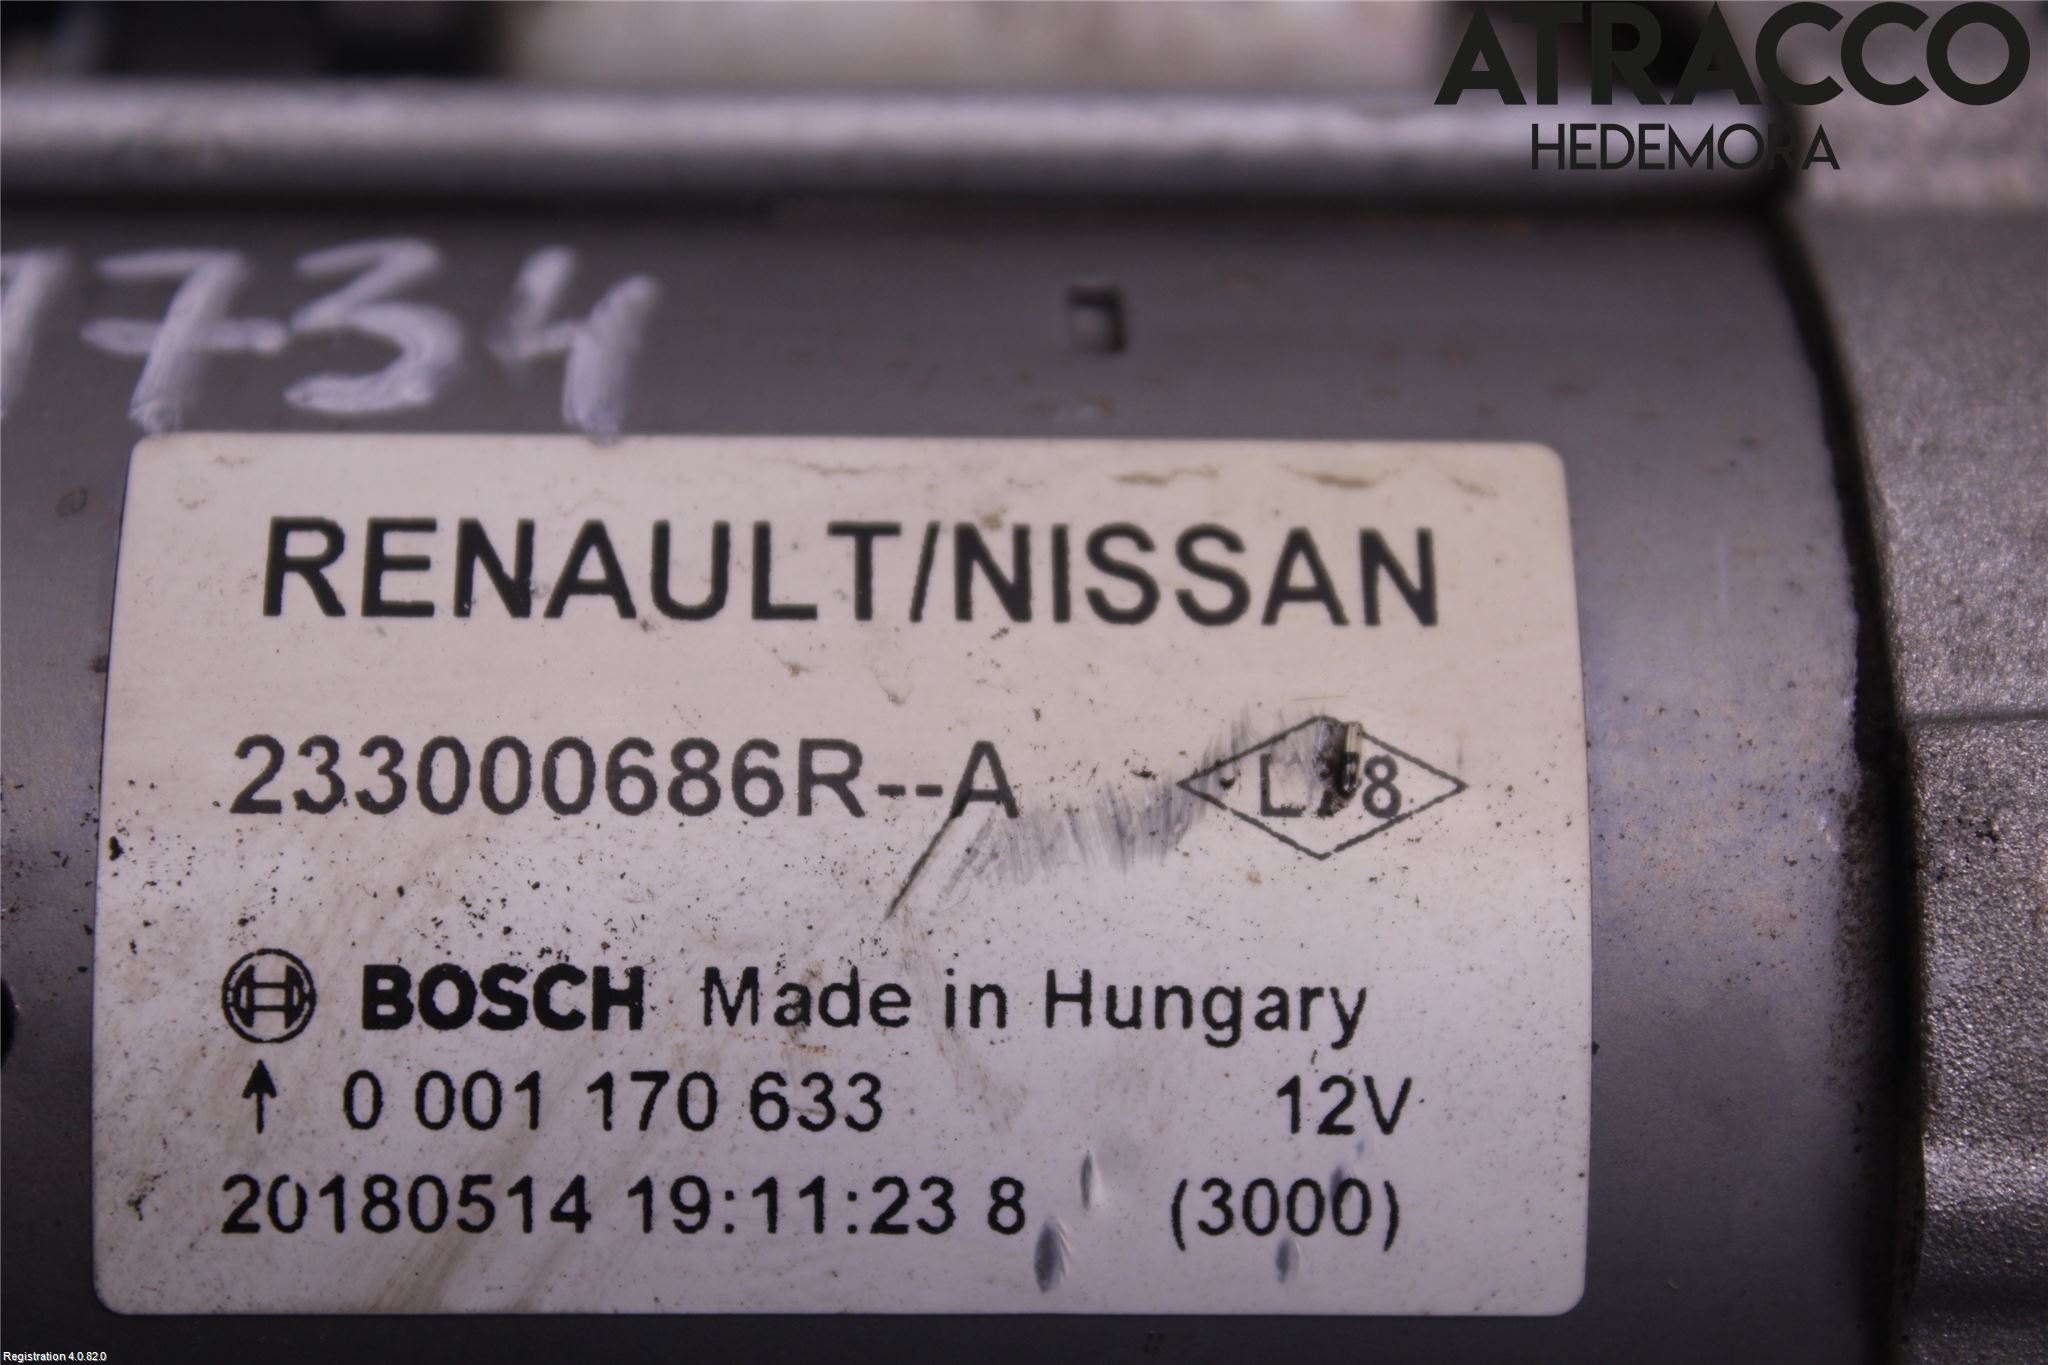 ATRACCO
HEDEMORA
1734
RENAULT/NISSAN
233000686R--A
BOSCH Made in Hungary
0 001 170 633 12V
20180514 19:11:23 8 (3000)
Registration 4.0.82.0